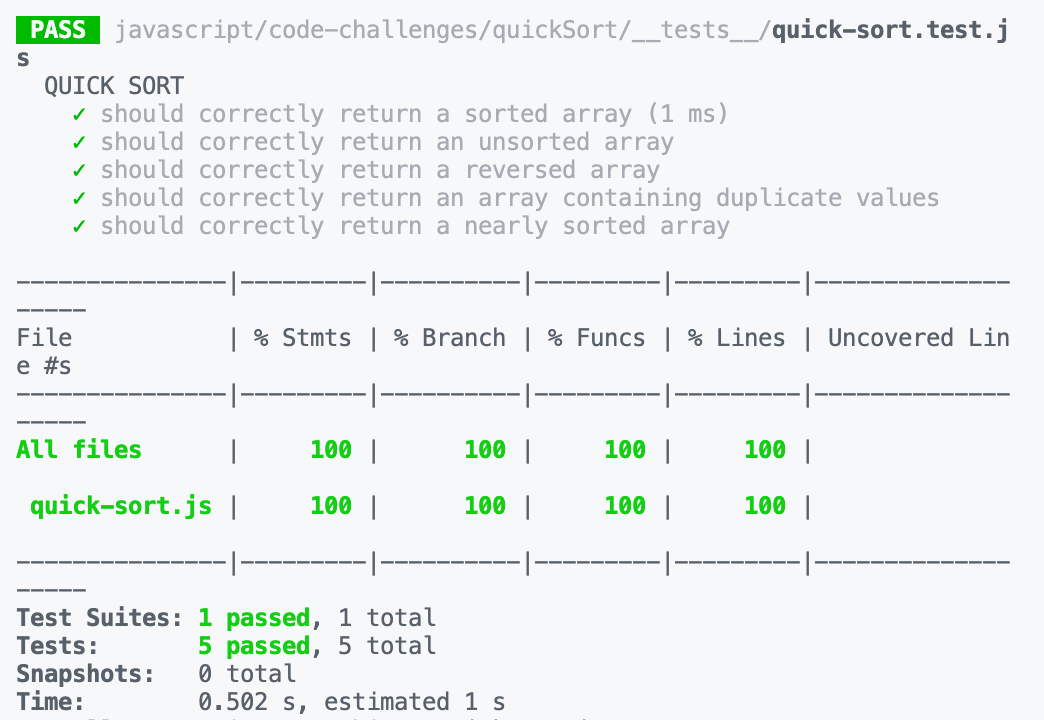 PASS javascript/code-challenges/quickSort/__tests__/quick-sort.test.j
s
QUICK SORT
✓ should correctly return a sorted array (1 ms)
✓ should correctly return an unsorted array
✓ should correctly return a reversed array
✓ should correctly return an array containing duplicate values
✓ should correctly return a nearly sorted array
---------------|---------|----------|---------|---------|--------------
-----
File           | % Stmts | % Branch | % Funcs | % Lines | Uncovered Lin
e #s
---------------|---------|----------|---------|---------|--------------
-----
All files      |     100 |      100 |     100 |     100 |
 quick-sort.js |     100 |      100 |     100 |     100 |
---------------|---------|----------|---------|---------|--------------
-----
Test Suites: 1 passed, 1 total
Tests:       5 passed, 5 total
Snapshots:   0 total
Time:        0.502 s, estimated 1 s